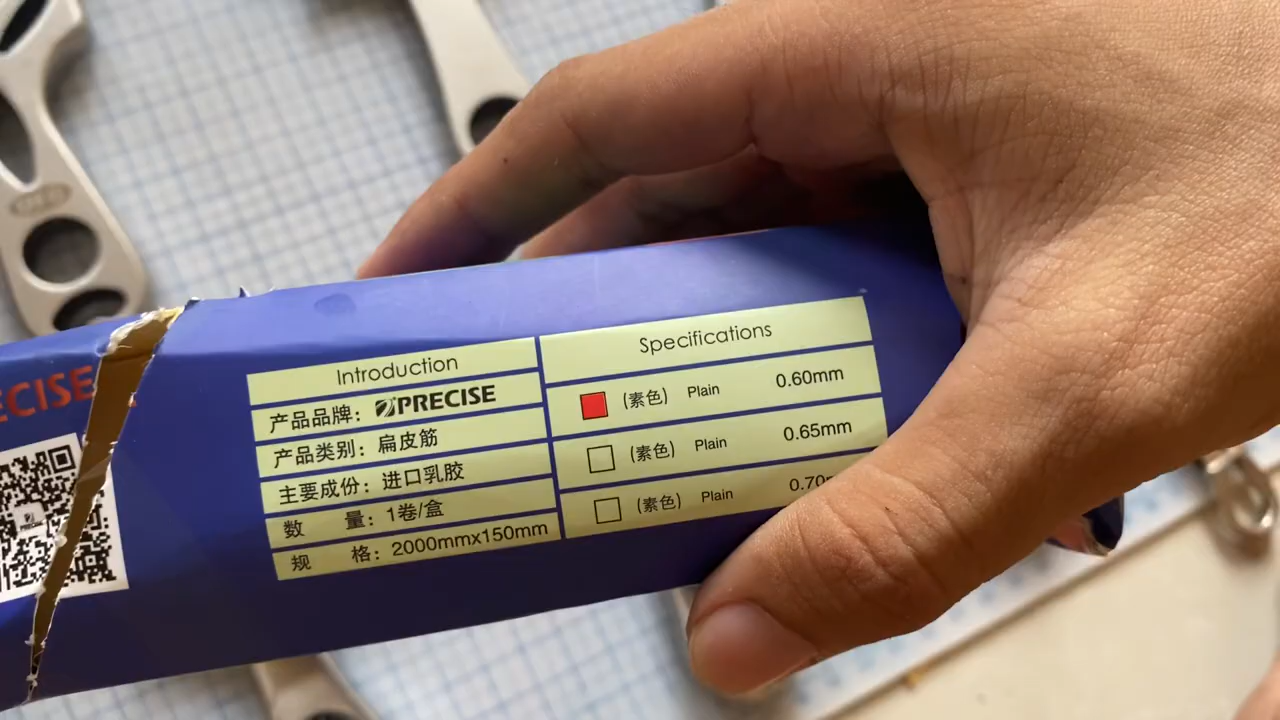 ECISE
Introduction
产品品牌: PRECISE
产品类别: 扁皮筋
主要成份: 进口乳胶
数 量: 1卷/盒
规 格: 2000mmx150mm
Specifications
(素色) Plain 0.60mm
(素色) Plain 0.65mm
(素色) Plain 0.70